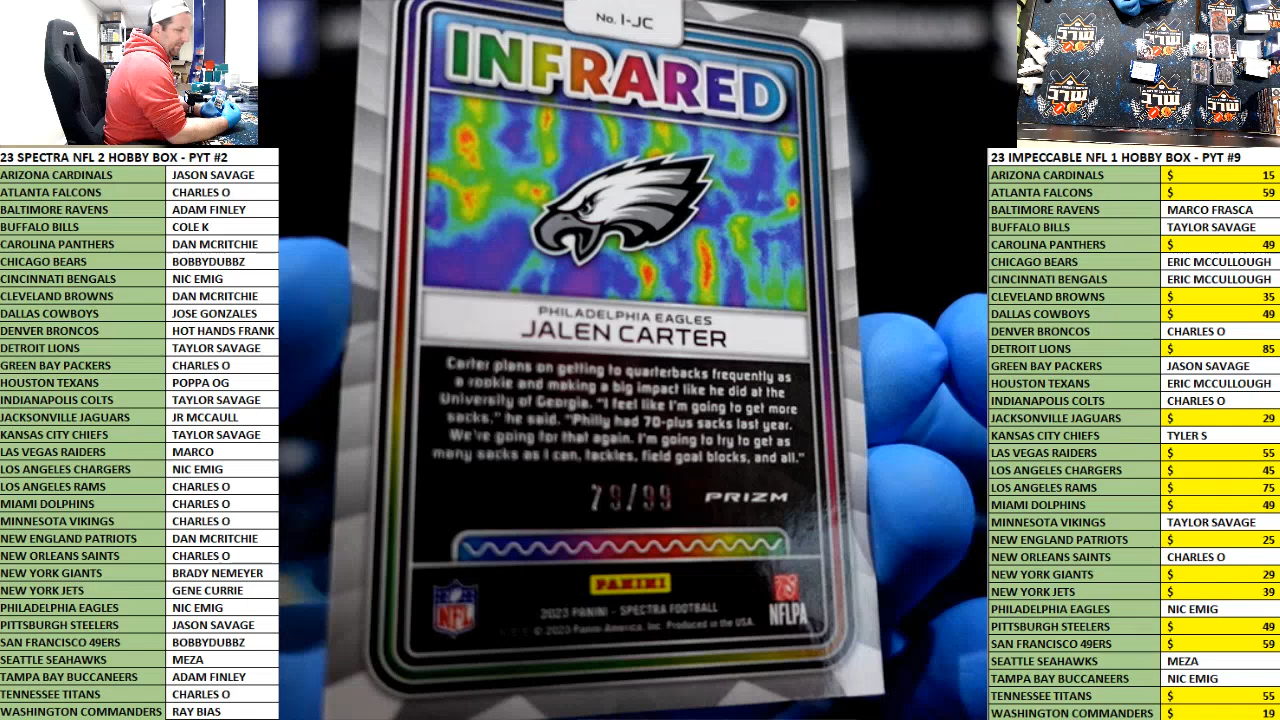 23 SPECTRA NFL 2 HOBBY BOX - PYT #2
ARIZONA CARDINALS JASON SAVAGE
ATLANTA FALCONS CHARLES O
BALTIMORE RAVENS ADAM FINLEY
BUFFALO BILLS COLE K
CAROLINA PANTHERS DAN MCRITCHIE
CHICAGO BEARS BOBBYDUBBZ
CINCINNATI BENGALS NIC EMIG
CLEVELAND BROWNS DAN MCRITCHIE
DALLAS COWBOYS JOSE GONZALES
DENVER BRONCOS HOT HANDS FRANK
DETROIT LIONS TAYLOR SAVAGE
GREEN BAY PACKERS CHARLES O
HOUSTON TEXANS POPPA OG
INDIANAPOLIS COLTS TAYLOR SAVAGE
JACKSONVILLE JAGUARS JR MCCAULL
KANSAS CITY CHIEFS TAYLOR SAVAGE
LAS VEGAS RAIDERS MARCO
LOS ANGELES CHARGERS NIC EMIG
LOS ANGELES RAMS CHARLES O
MIAMI DOLPHINS CHARLES O
MINNESOTA VIKINGS CHARLES O
NEW ENGLAND PATRIOTS DAN MCRITCHIE
NEW ORLEANS SAINTS CHARLES O
NEW YORK GIANTS BRADY NEMEYER
NEW YORK JETS GENE CURRIE
PHILADELPHIA EAGLES NIC EMIG
PITTSBURGH STEELERS JASON SAVAGE
SAN FRANCISCO 49ERS BOBBYDUBBZ
SEATTLE SEAHAWKS MEZA
TAMPA BAY BUCCANEERS ADAM FINLEY
TENNESSEE TITANS CHARLES O
WASHINGTON COMMANDERS RAY BIAS
No. I-JC
INFRARED
PHILADELPHIA EAGLES
JALEN CARTER
Carter plans on getting to quarterbacks frequently as
a rookie and making a big impact like he did at the
University of Georgia. "I feel like I'm going to get more
sacks," he said. "Philly had 70-plus sacks last year.
We're going for that again. I'm going to try to get as
many sacks as I can, tackles, field goal blocks, and all."
79/99 PRIZM
PANINI
NFL
NFLPA
2023 PANINI - SPECTRA FOOTBALL
© 2023 Panini America, Inc. Produced in the USA.
23 IMPECCABLE NFL 1 HOBBY BOX - PYT #9
ARIZONA CARDINALS $ 15
ATLANTA FALCONS $ 59
BALTIMORE RAVENS MARCO FRASCA
BUFFALO BILLS TAYLOR SAVAGE
CAROLINA PANTHERS $ 49
CHICAGO BEARS ERIC MCCULLOUGH
CINCINNATI BENGALS ERIC MCCULLOUGH
CLEVELAND BROWNS $ 35
DALLAS COWBOYS $ 49
DENVER BRONCOS CHARLES O
DETROIT LIONS $ 85
GREEN BAY PACKERS JASON SAVAGE
HOUSTON TEXANS ERIC MCCULLOUGH
INDIANAPOLIS COLTS CHARLES O
JACKSONVILLE JAGUARS $ 29
KANSAS CITY CHIEFS TYLER S
LAS VEGAS RAIDERS $ 55
LOS ANGELES CHARGERS $ 45
LOS ANGELES RAMS $ 75
MIAMI DOLPHINS $ 49
MINNESOTA VIKINGS TAYLOR SAVAGE
NEW ENGLAND PATRIOTS $ 25
NEW ORLEANS SAINTS CHARLES O
NEW YORK GIANTS $ 29
NEW YORK JETS $ 39
PHILADELPHIA EAGLES NIC EMIG
PITTSBURGH STEELERS $ 49
SAN FRANCISCO 49ERS $ 59
SEATTLE SEAHAWKS MEZA
TAMPA BAY BUCCANEERS NIC EMIG
TENNESSEE TITANS $ 55
WASHINGTON COMMANDERS $ 19